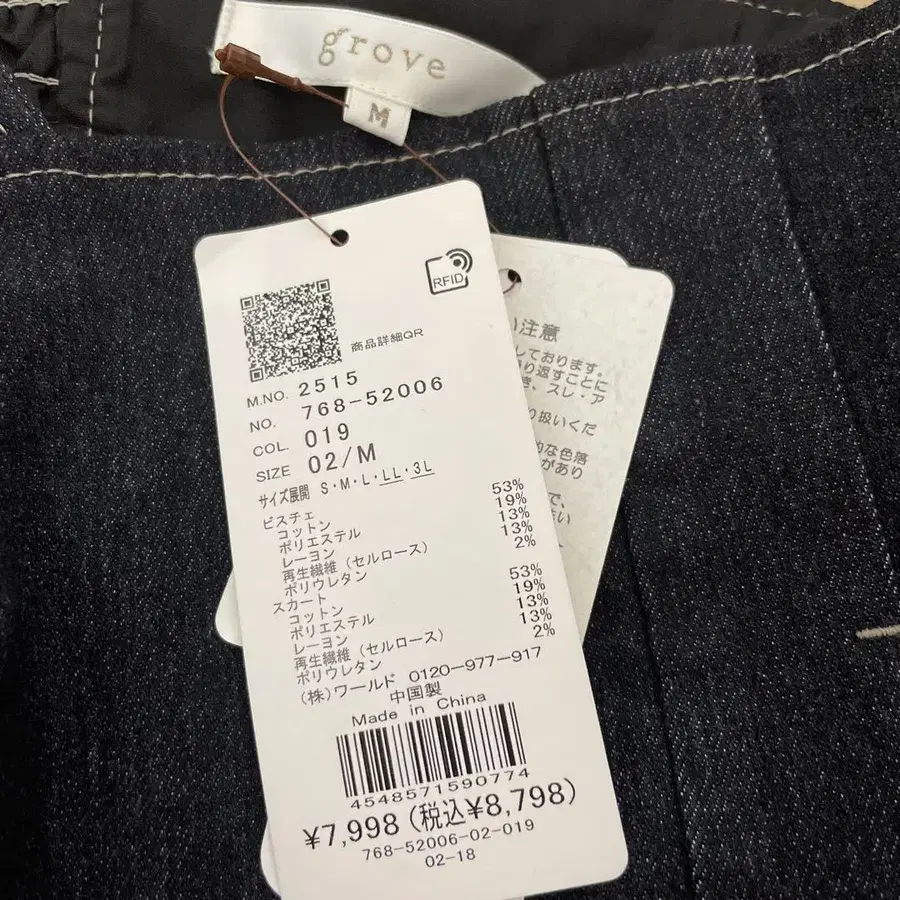 grove
M
RFID
商品詳細QR
M.NO. 2515
NO. 768-52006
COL. 019
SIZE 02/M
サイズ展開 S・M・L・LL・3L
ビスチェ
コットン 53%
ポリエステル 19%
レーヨン 13%
再生繊維（セルロース） 13%
ポリウレタン 2%
スカート
コットン 53%
ポリエステル 19%
レーヨン 13%
再生繊維（セルロース） 13%
ポリウレタン 2%
(株)ワールド 0120-977-917
中国製
Made in China
4548571590774
¥7,998 (税込¥8,798)
768-52006-02-019
02-18
い注意
しております。
り返すことに
き、スレ・ア
り扱いくだ
的な色落
があり
で、